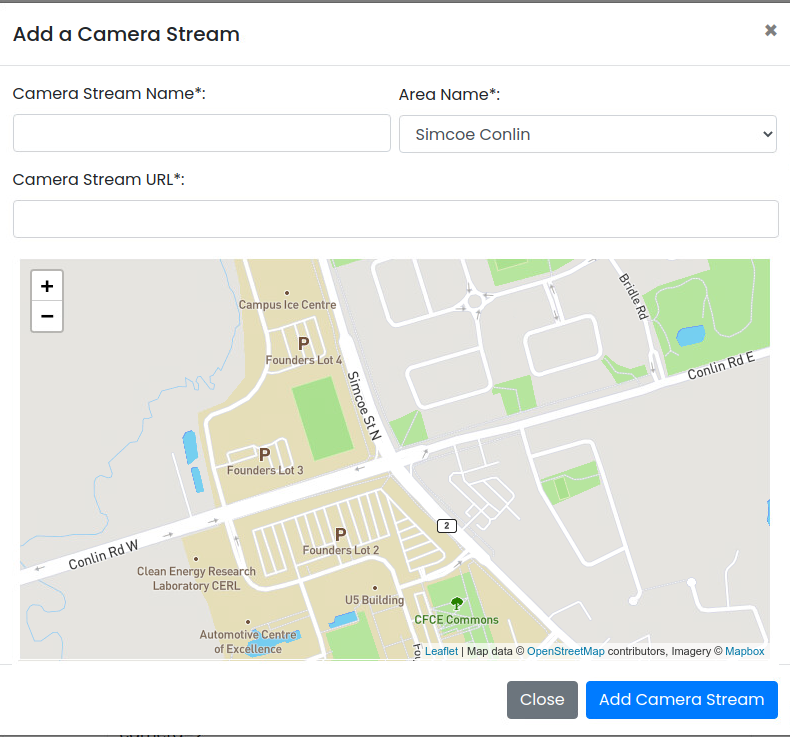 Add a Camera Stream
✖
Camera Stream Name*:
Area Name*:
Simcoe Conlin
Camera Stream URL*:
+
−
Campus Ice Centre
P
Founders Lot 4
Bridle Rd
Conlin Rd E
Simcoe St N
P
Founders Lot 3
2
P
Founders Lot 2
Conlin Rd W
Clean Energy Research
Laboratory CERL
U5 Building
CFCE Commons
Automotive Centre
of Excellence
Leaflet | Map data © OpenStreetMap contributors, Imagery © Mapbox
Close
Add Camera Stream